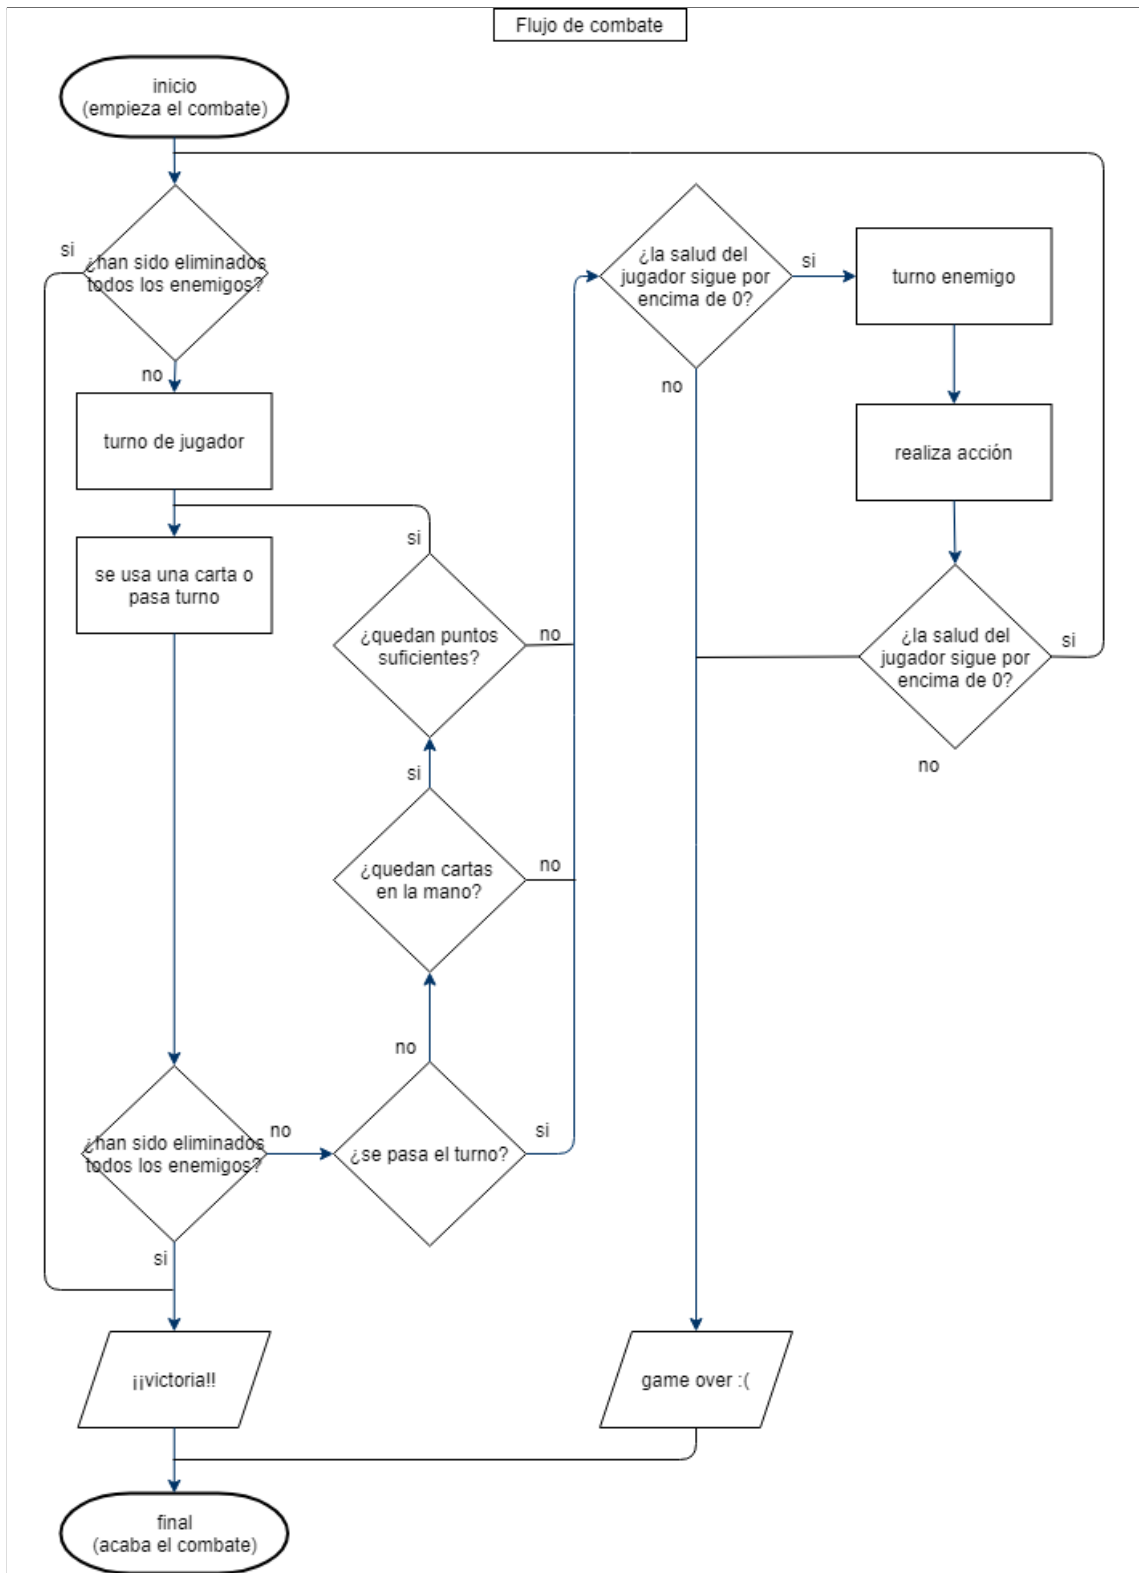 Flujo de combate
inicio
(empieza el combate)
si
¿han sido eliminados
todos los enemigos?
no
turno de jugador
se usa una carta o
pasa turno
¿han sido eliminados
todos los enemigos?
no
si
¿se pasa el turno?
si
no
¿quedan cartas
en la mano?
no
si
¿quedan puntos
suficientes?
no
si
¿la salud del
jugador sigue por
encima de 0?
si
no
turno enemigo
realiza acción
¿la salud del
jugador sigue por
encima de 0?
si
no
¡¡victoria!!
game over :(
final
(acaba el combate)